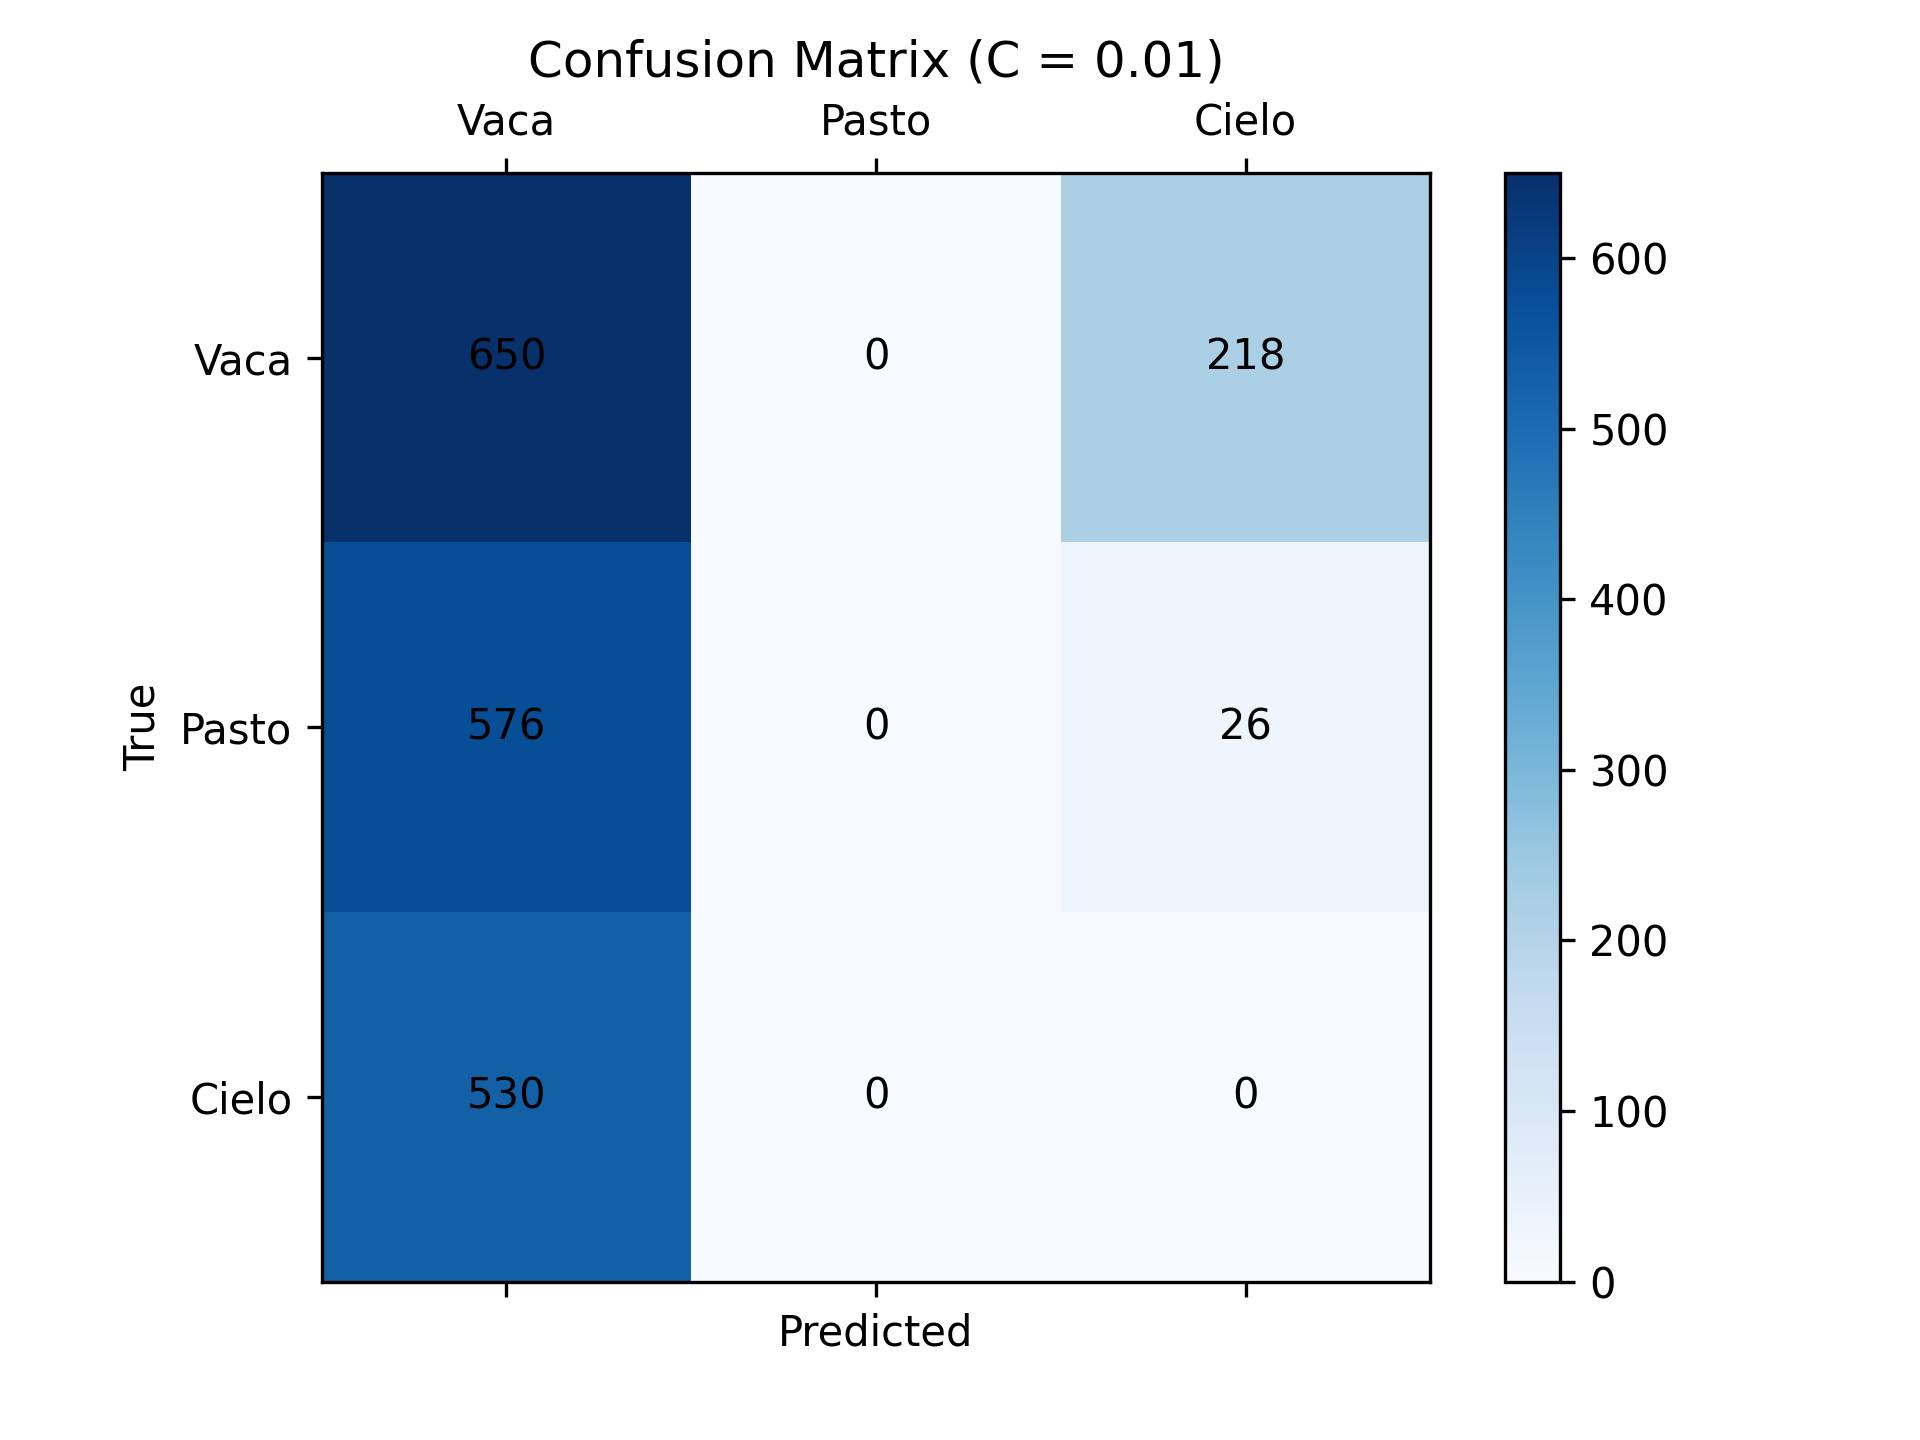 Confusion Matrix (C = 0.01)
Vaca Pasto Cielo
Vaca 650 0 218
Pasto 576 0 26
Cielo 530 0 0
True
Predicted
600
500
400
300
200
100
0